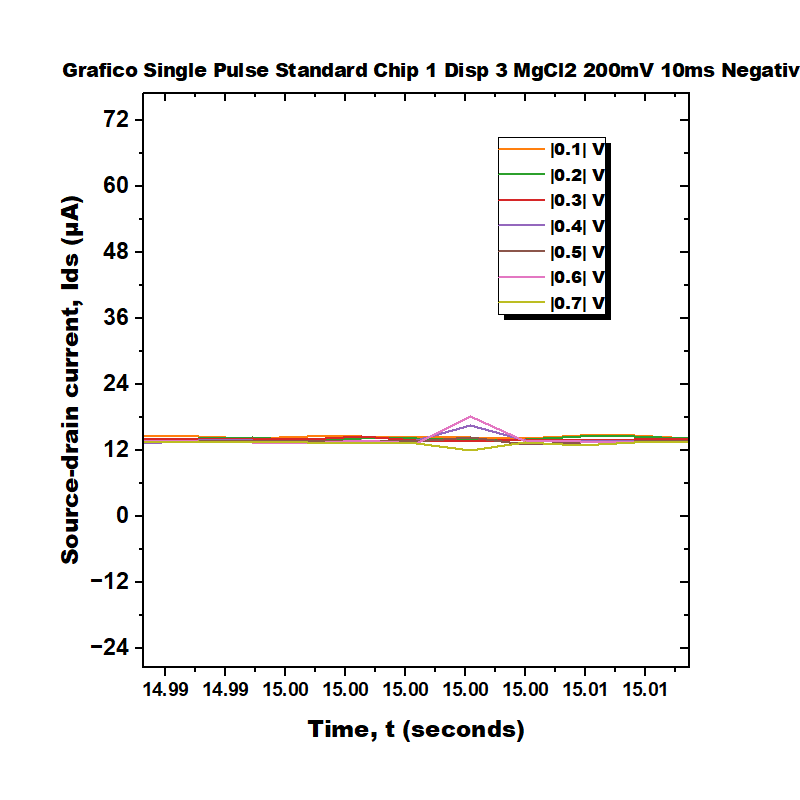 Grafico Single Pulse Standard Chip 1 Disp 3 MgCl2 200mV 10ms Negativ
72
60
48
36
24
12
0
−12
−24
Source-drain current, Ids (µA)
|0.1| V
|0.2| V
|0.3| V
|0.4| V
|0.5| V
|0.6| V
|0.7| V
14.99 14.99 15.00 15.00 15.00 15.00 15.00 15.01 15.01
Time, t (seconds)